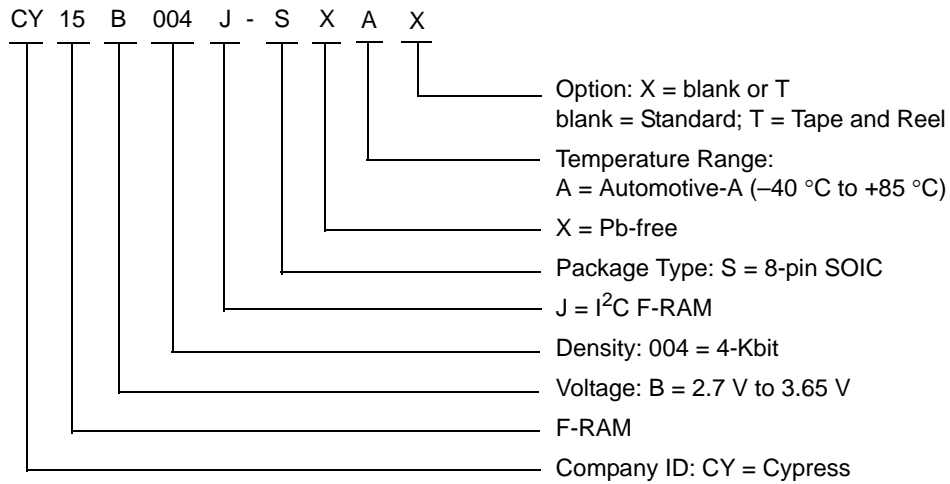 CY 15 B 004 J - S X A X
Option: X = blank or T
blank = Standard; T = Tape and Reel
Temperature Range:
A = Automotive-A (–40 °C to +85 °C)
X = Pb-free
Package Type: S = 8-pin SOIC
J = I²C F-RAM
Density: 004 = 4-Kbit
Voltage: B = 2.7 V to 3.65 V
F-RAM
Company ID: CY = Cypress